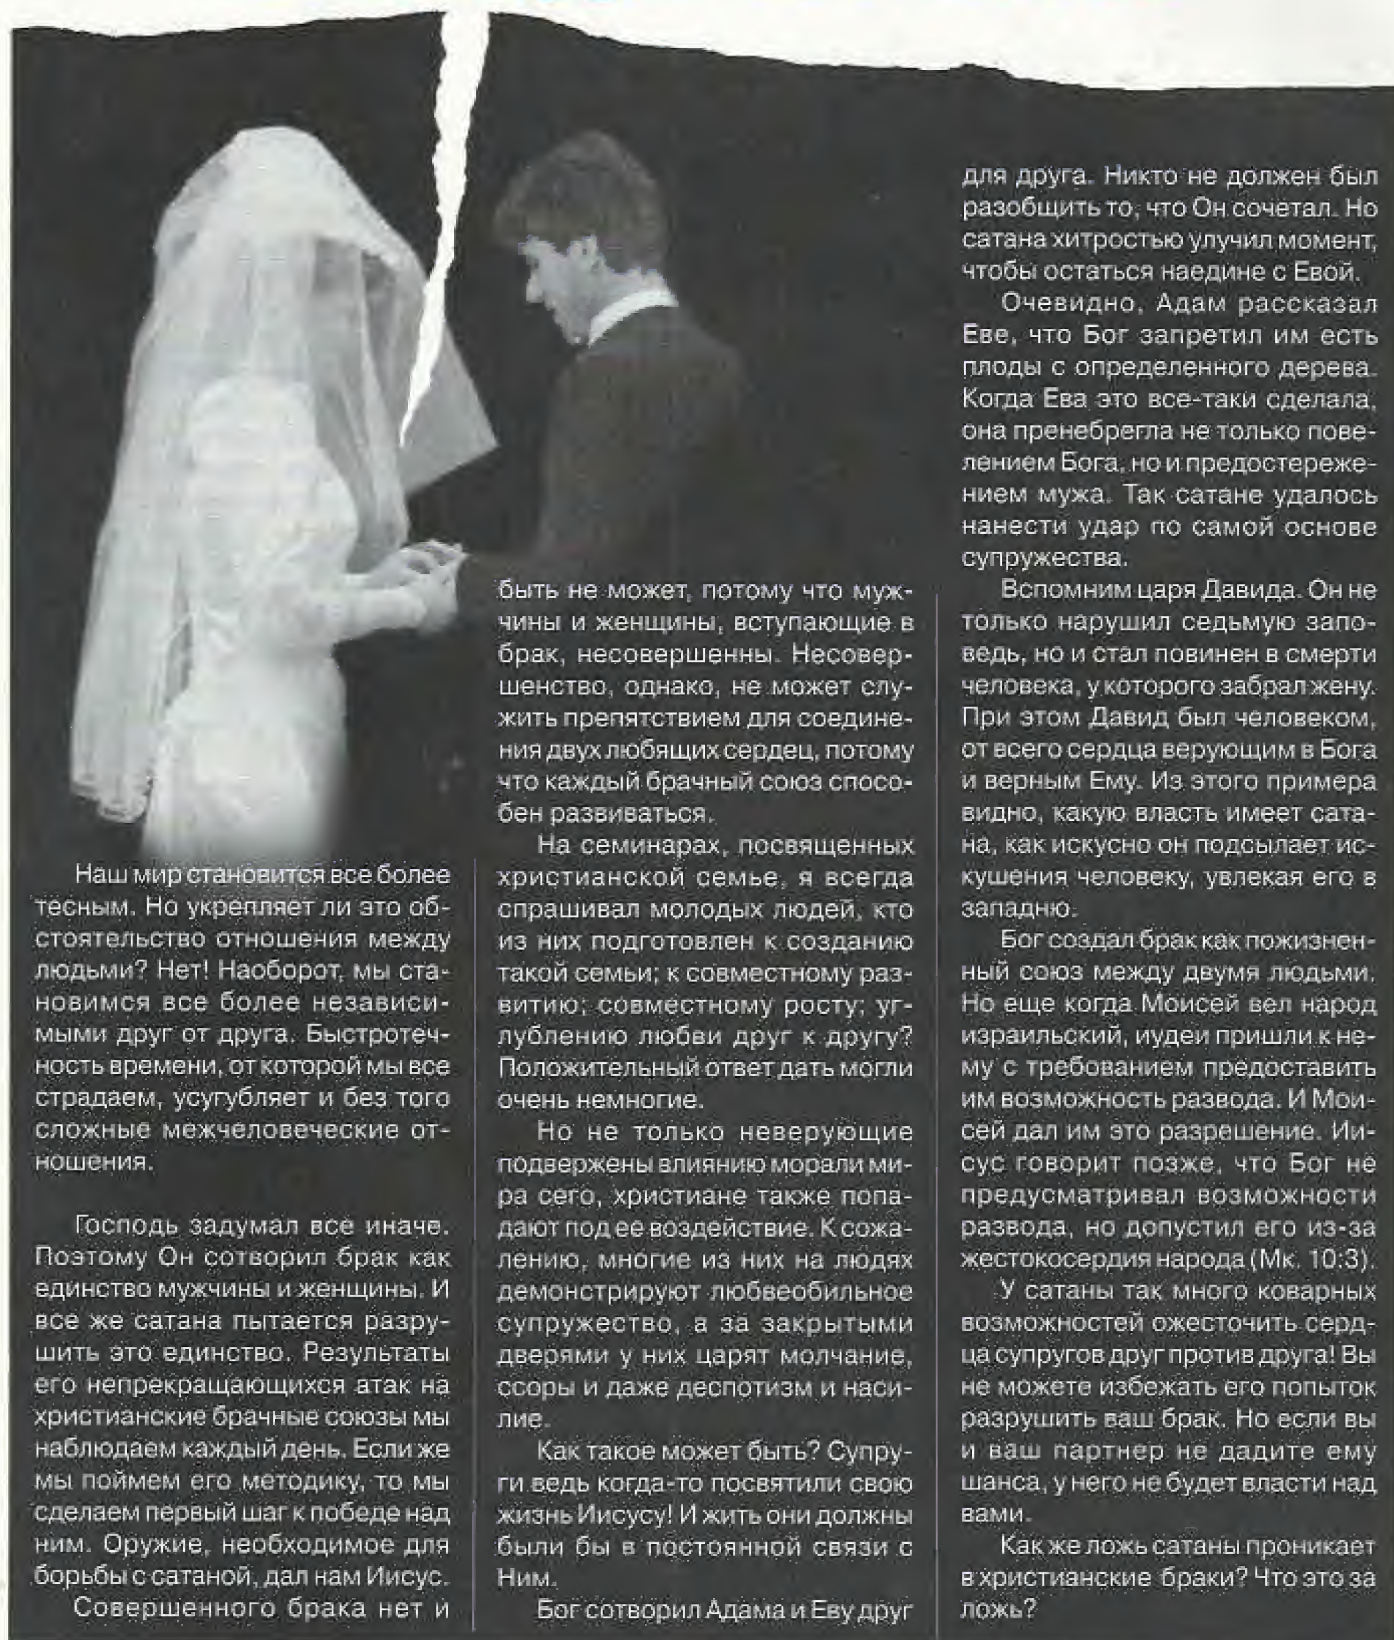 Наш мир становится все более
тесным. Но укрепляет ли это об-
стоятельство отношения между
людьми? Нет! Наоборот, мы ста-
новимся все более независи-
мыми друг от друга. Быстротеч-
ность времени, от которой мы все
страдаем, усугубляет и без того
сложные межчеловеческие от-
ношения.
Господь задумал все иначе.
Поэтому Он сотворил брак как
единство мужчины и женщины. И
все же сатана пытается разру-
шить это единство. Результаты
его непрекращающихся атак на
христианские брачные союзы мы
наблюдаем каждый день. Если же
мы поймем его методику, то мы
сделаем первый шаг к победе над
ним. Оружие, необходимое для
борьбы с сатаной, дал нам Иисус.
Совершенного брака нет и
быть не может, потому что муж-
чины и женщины, вступающие в
брак, несовершенны. Несовер-
шенство, однако, не может слу-
жить препятствием для соедине-
ния двух любящих сердец, потому
что каждый брачный союз спосо-
бен развиваться.
На семинарах, посвященных
христианской семье, я всегда
спрашивал молодых людей, кто
из них подготовлен к созданию
такой семьи; к совместному раз-
витию; совместному росту; уг-
лублению любви друг к другу?
Положительный ответ дать могли
очень немногие.
Но не только неверующие
подвержены влиянию морали ми-
ра сего, христиане также попа-
дают под ее воздействие. К сожа-
лению, многие из них на людях
демонстрируют любвеобильное
супружество, а за закрытыми
дверями у них царят молчание,
ссоры и даже деспотизм и наси-
лие.
Как такое может быть? Супру-
ги ведь когда-то посвятили свою
жизнь Иисусу! И жить они должны
были бы в постоянной связи с
Ним.
Бог сотворил Адама и Еву друг
для друга. Никто не должен был
разобщить то, что Он сочетал. Но
сатана хитростью улучил момент,
чтобы остаться наедине с Евой.
Очевидно, Адам рассказал
Еве, что Бог запретил им есть
плоды с определенного дерева.
Когда Ева это все-таки сделала,
она пренебрегла не только пове-
лением Бога, но и предостереже-
нием мужа. Так сатане удалось
нанести удар по самой основе
супружества.
Вспомним царя Давида. Он не
только нарушил седьмую запо-
ведь, но и стал повинен в смерти
человека, у которого забрал жену.
При этом Давид был человеком,
от всего сердца верующим в Бога
и верным Ему. Из этого примера
видно, какую власть имеет сата-
на, как искусно он подсылает ис-
кушения человеку, увлекая его в
западню.
Бог создал брак как пожизнен-
ный союз между двумя людьми.
Но еще когда Моисей вел народ
израильский, иудеи пришли к не-
му с требованием предоставить
им возможность развода. И Мои-
сей дал им это разрешение. Ии-
сус говорит позже, что Бог не
предусматривал возможности
развода, но допустил его из-за
жестокосердия народа (Мк. 10:3).
У сатаны так много коварных
возможностей ожесточить серд-
ца супругов друг против друга! Вы
не можете избежать его попыток
разрушить ваш брак. Но если вы
и ваш партнер не дадите ему
шанса, у него не будет власти над
вами.
Как же ложь сатаны проникает
в христианские браки? Что это за
ложь?